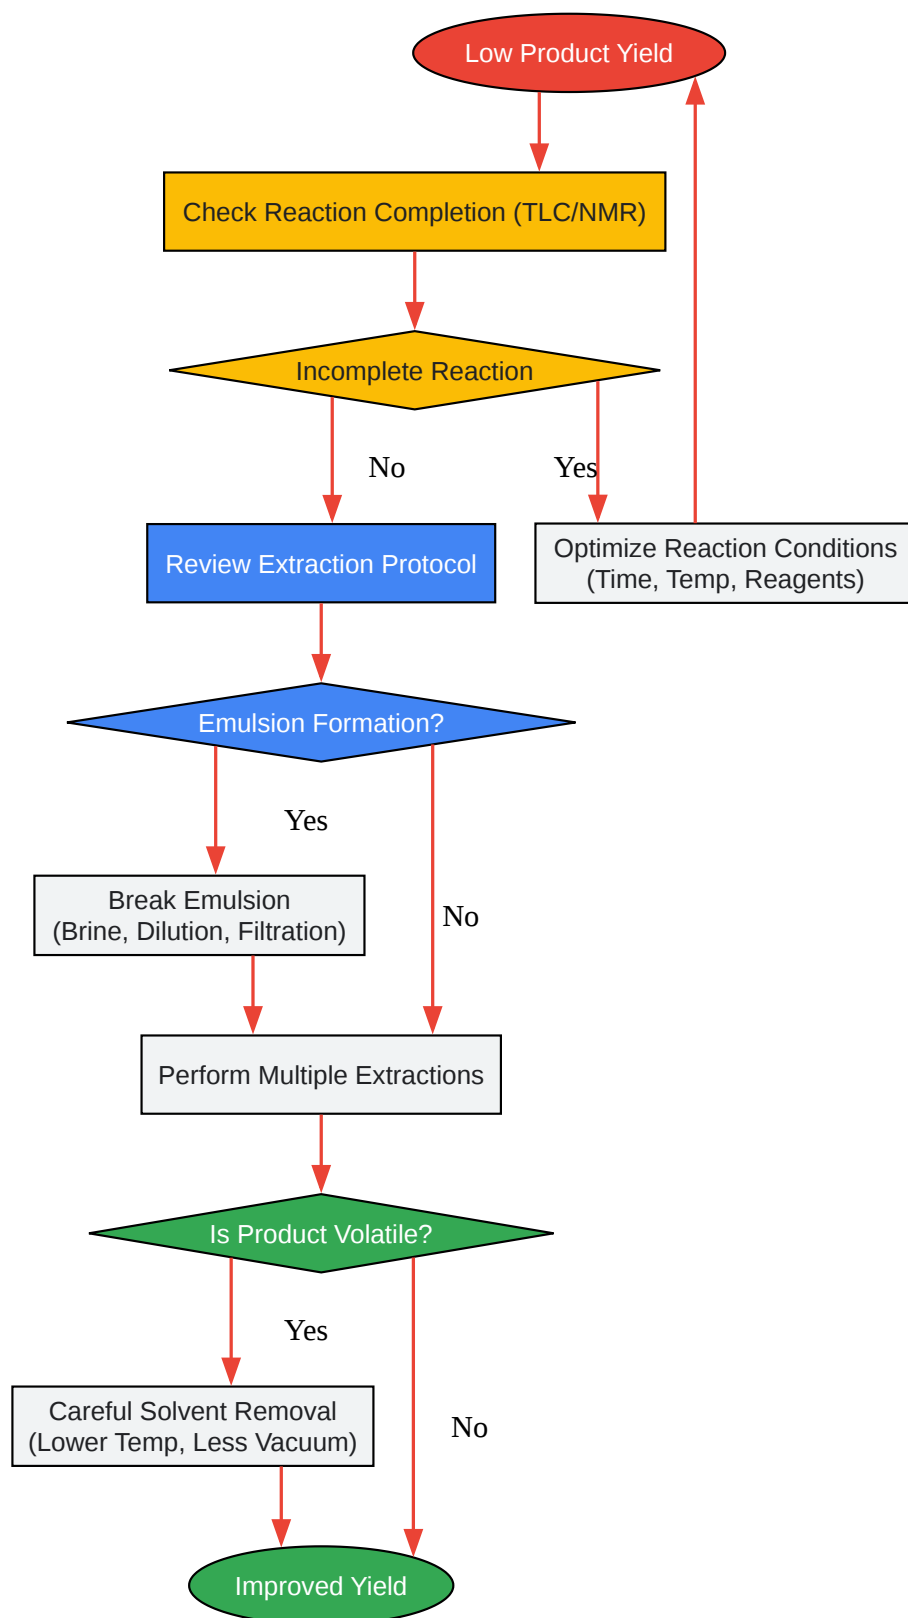 Low Product Yield
Check Reaction Completion (TLC/NMR)
Incomplete Reaction
No
Yes
Review Extraction Protocol
Optimize Reaction Conditions
(Time, Temp, Reagents)
Emulsion Formation?
Yes
Break Emulsion
(Brine, Dilution, Filtration)
No
Perform Multiple Extractions
Is Product Volatile?
Yes
Careful Solvent Removal
(Lower Temp, Less Vacuum)
No
Improved Yield